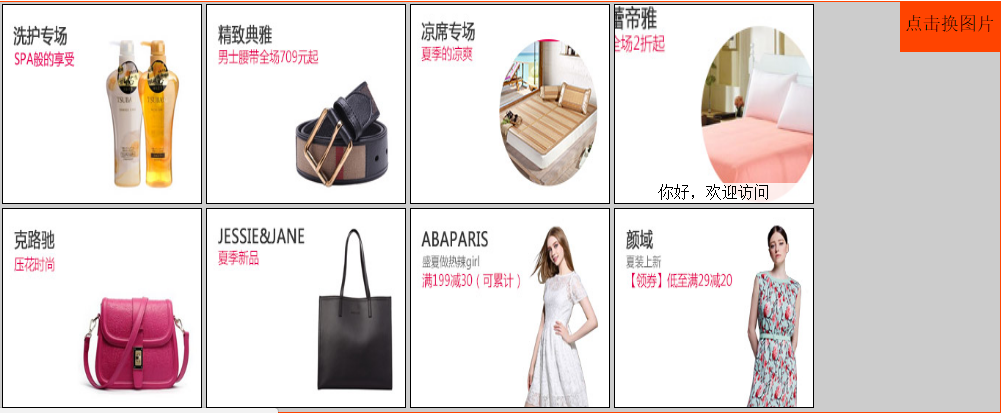 洗护专场
SPA般的享受
精致典雅
男士腰带全场709元起
凉席专场
夏季的凉爽
蕾帝雅
全场2折起
你好，欢迎访问
点击换图片
克路驰
压花时尚
JESSIE&JANE
夏季新品
ABAPARIS
盛夏做热辣girl
满199减30（可累计）
颜域
夏装上新
【领券】低至满29减20